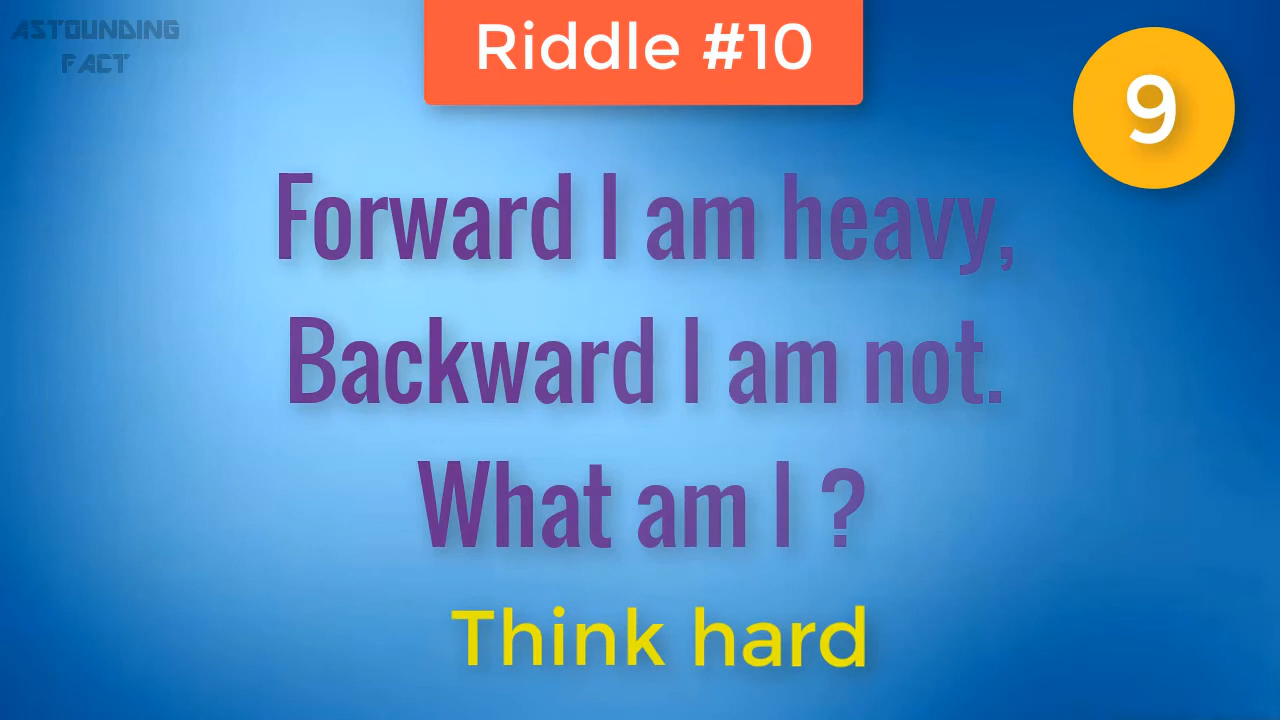 ASTOUNDING
FACT
Riddle #10
9
Forward I am heavy,
Backward I am not.
What am I ?
Think hard